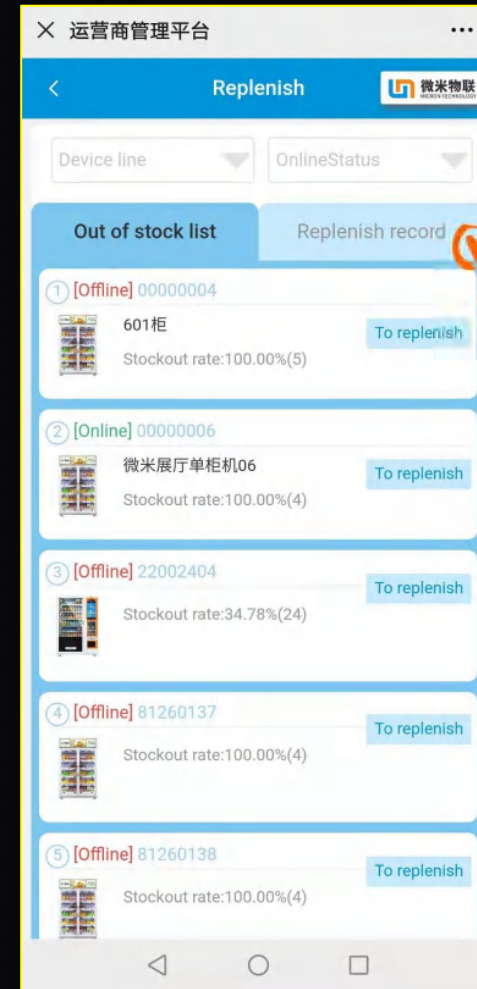 运营商管理平台
Replenish
微米物联
MICRON TECHNOLOGY
Device line
OnlineStatus
Out of stock list
Replenish record
1 [Offline] 00000004
601柜
To replenish
Stockout rate:100.00%(5)
2 [Online] 00000006
微米展厅单柜机06
To replenish
Stockout rate:100.00%(4)
3 [Offline] 22002404
To replenish
Stockout rate:34.78%(24)
4 [Offline] 81260137
To replenish
Stockout rate:100.00%(4)
5 [Offline] 81260138
To replenish
Stockout rate:100.00%(4)